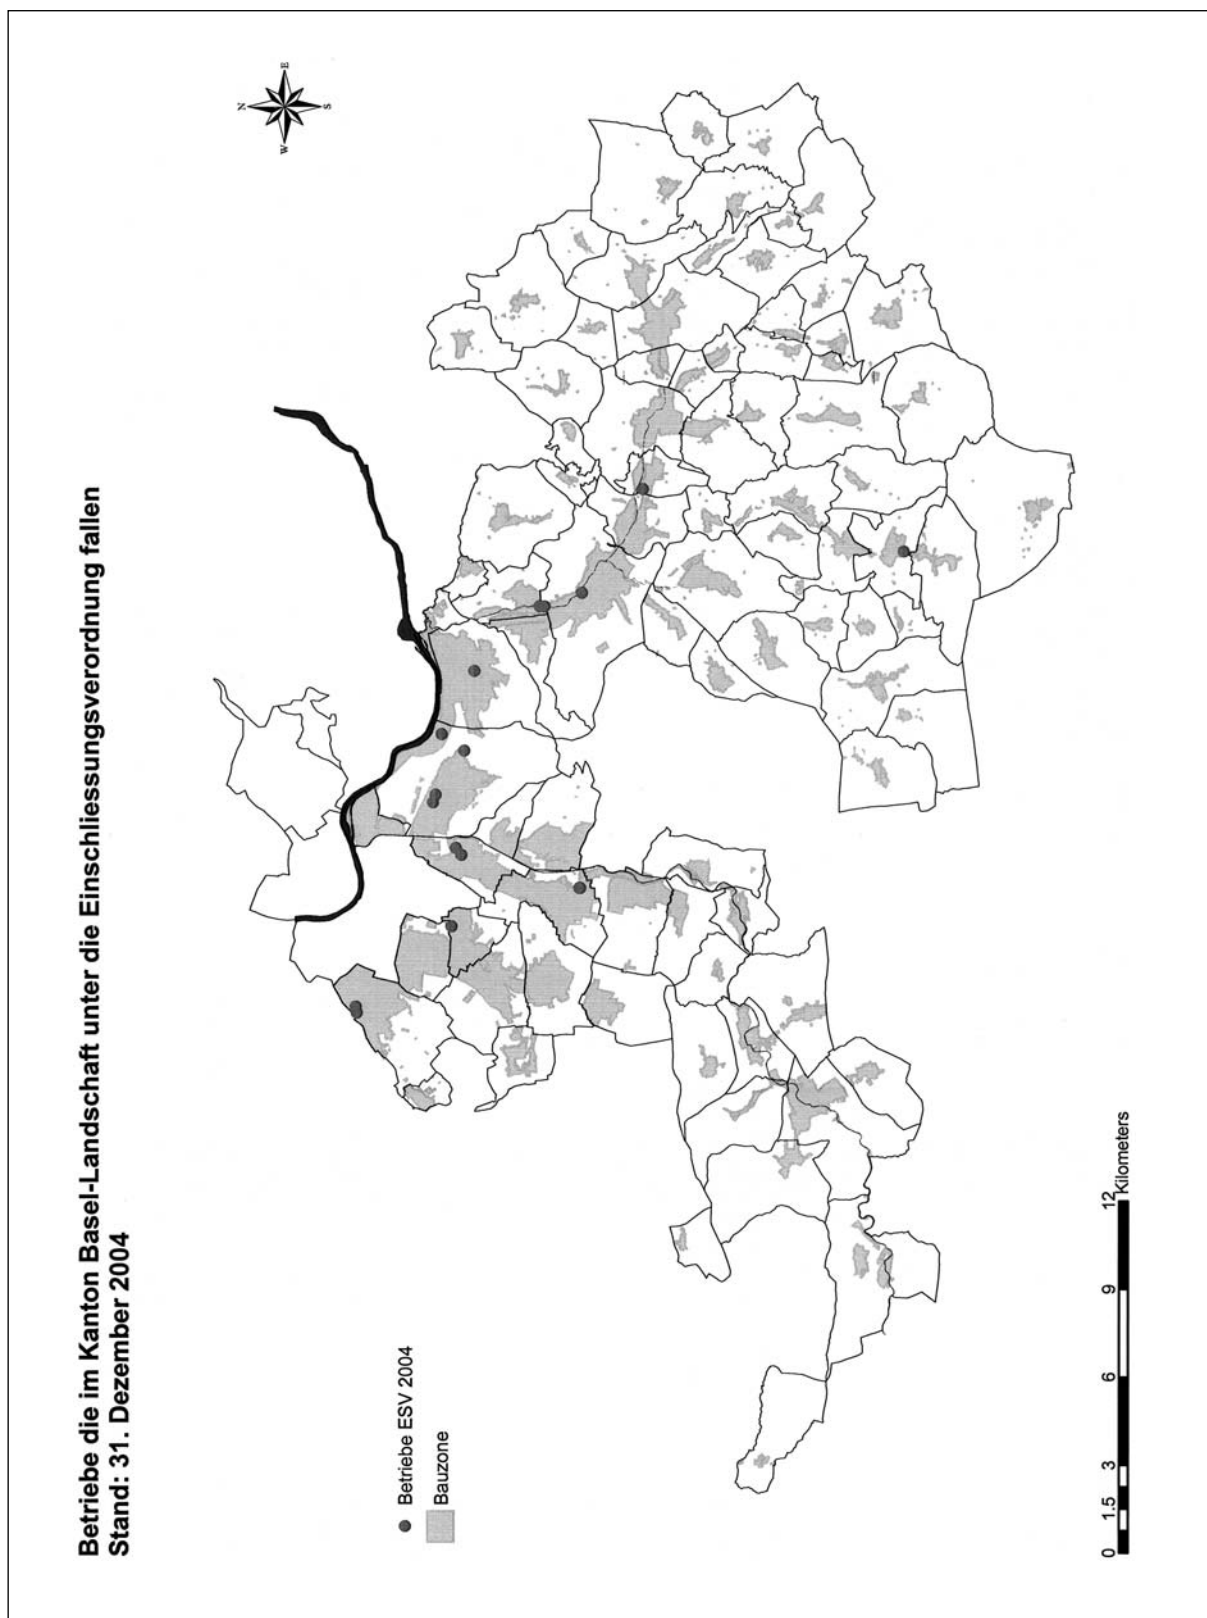 Betriebe die im Kanton Basel-Landschaft unter die Einschliessungsverordnung fallen
Stand: 31. Dezember 2004
N
E
S
W
Betriebe ESV 2004
Bauzone
0 1.5 3 6 9 12
Kilometers